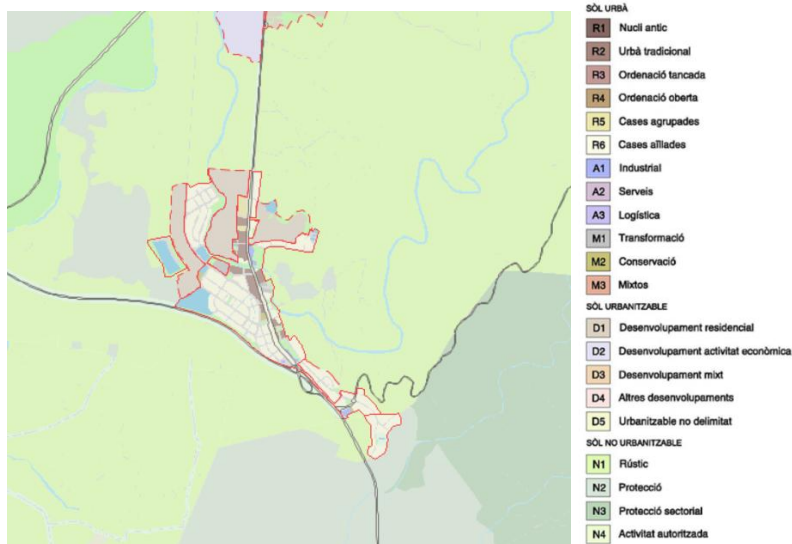 SÒL URBÀ
R1 Nucli antic
R2 Urbà tradicional
R3 Ordenació tancada
R4 Ordenació oberta
R5 Cases agrupades
R6 Cases aïllades
A1 Industrial
A2 Serveis
A3 Logística
M1 Transformació
M2 Conservació
M3 Mixtos
SÒL URBANITZABLE
D1 Desenvolupament residencial
D2 Desenvolupament activitat econòmica
D3 Desenvolupament mixt
D4 Altres desenvolupaments
D5 Urbanitzable no delimitat
SÒL NO URBANITZABLE
N1 Rústic
N2 Protecció
N3 Protecció sectorial
N4 Activitat autoritzada